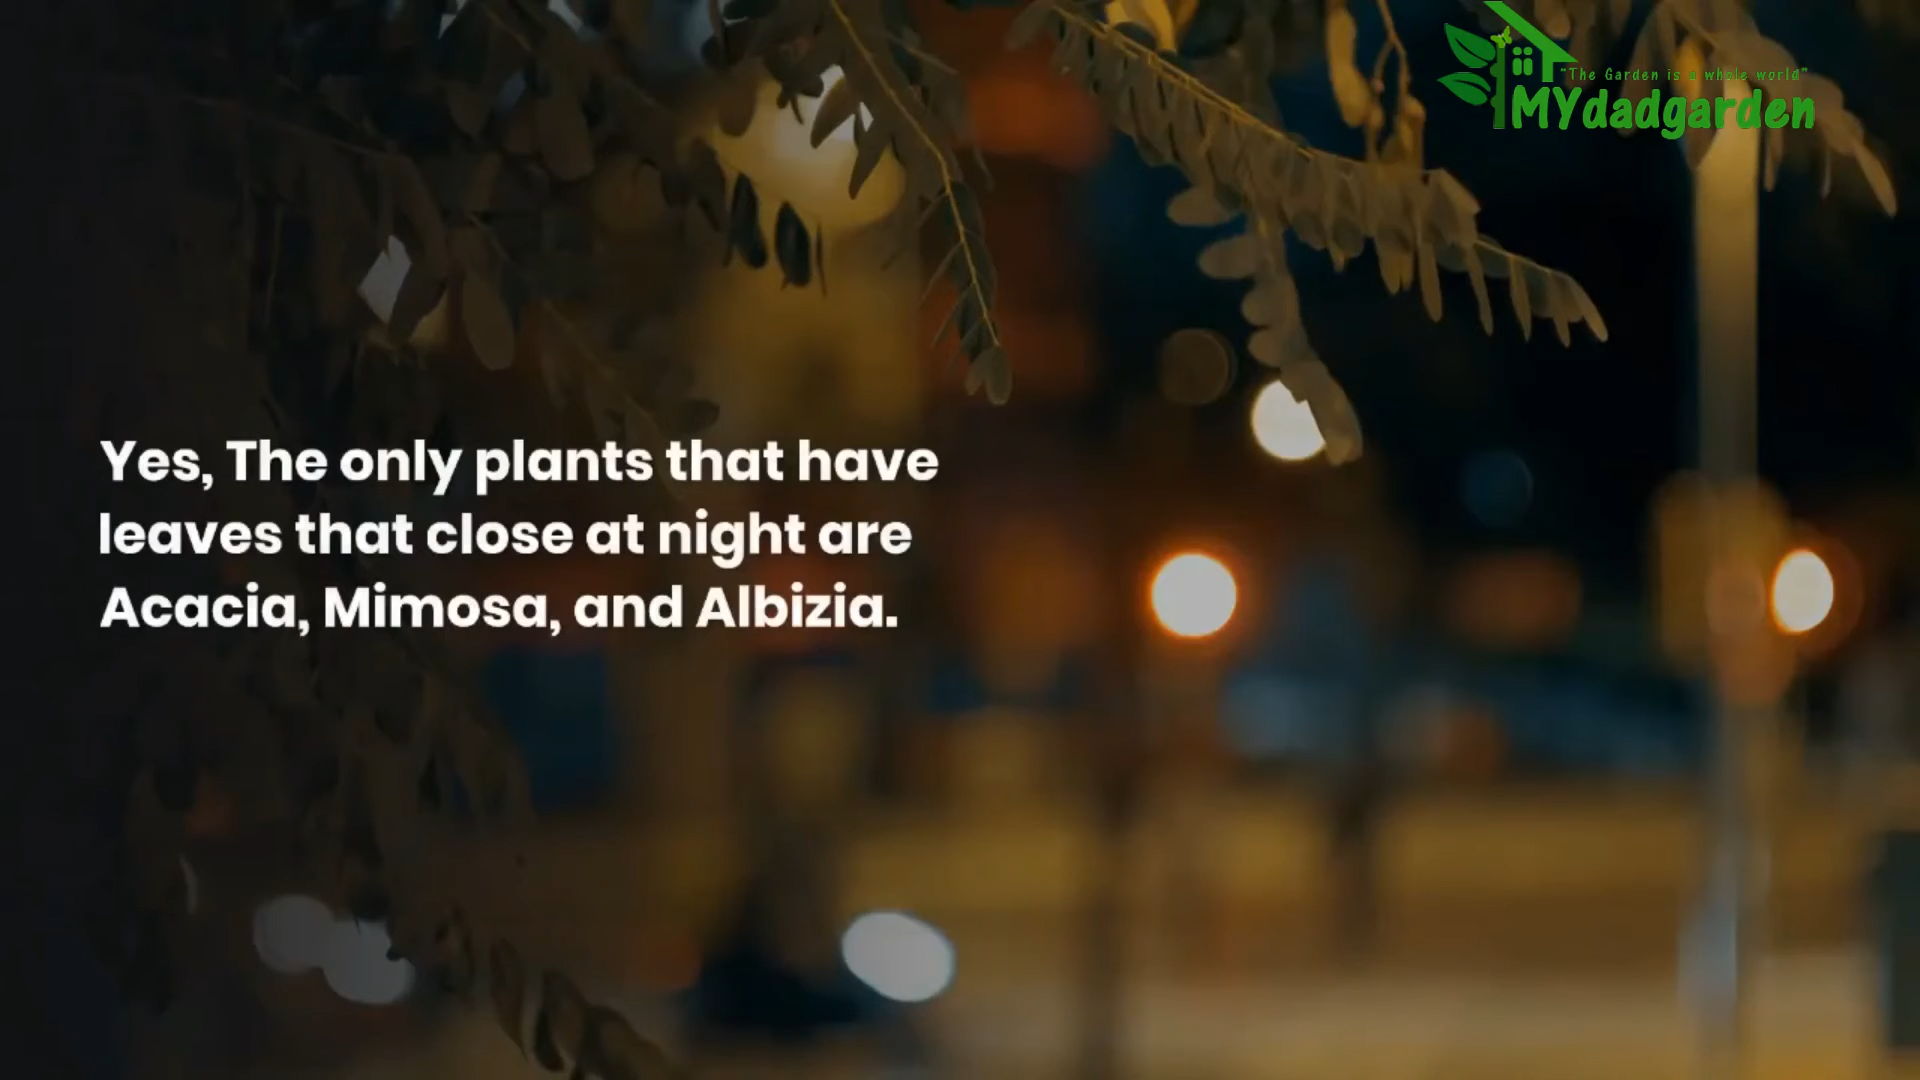 "The Garden is a whole world"
MYdadgarden
Yes, The only plants that have
leaves that close at night are
Acacia, Mimosa, and Albizia.